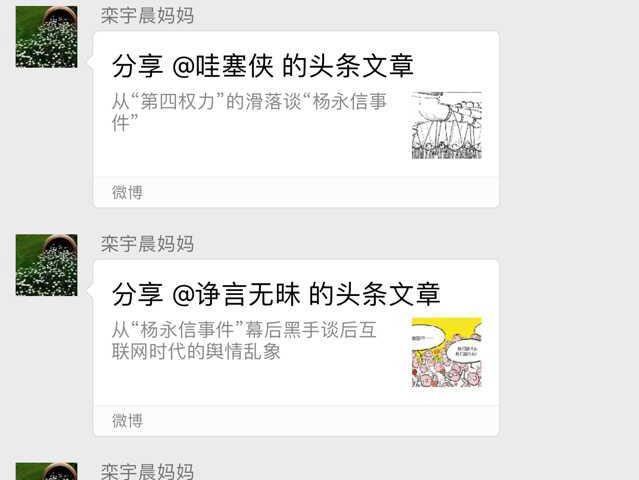 栾宇晨妈妈
分享 @哇塞侠 的头条文章
从“第四权力”的滑落谈“杨永信事
件”
微博
栾宇晨妈妈
分享 @诤言无昧 的头条文章
从“杨永信事件”幕后黑手谈后互
联网时代的舆情乱象
微博
栾宇晨妈妈